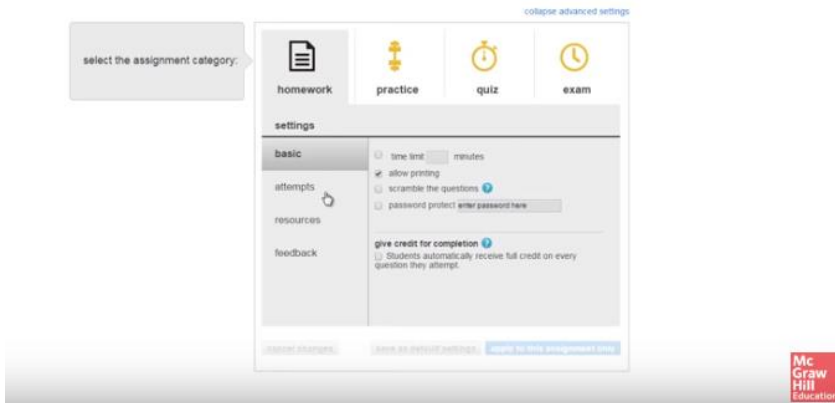 collapse advanced settings
select the assignment category:
homework
practice
quiz
exam
settings
basic
time limit minutes
allow printing
attempts
scramble the questions ?
password protect enter password here
resources
give credit for completion ?
feedback
Students automatically receive full credit on every
question they attempt.
cancel changes
save as default settings
apply to this assignment only
Mc
Graw
Hill
Education